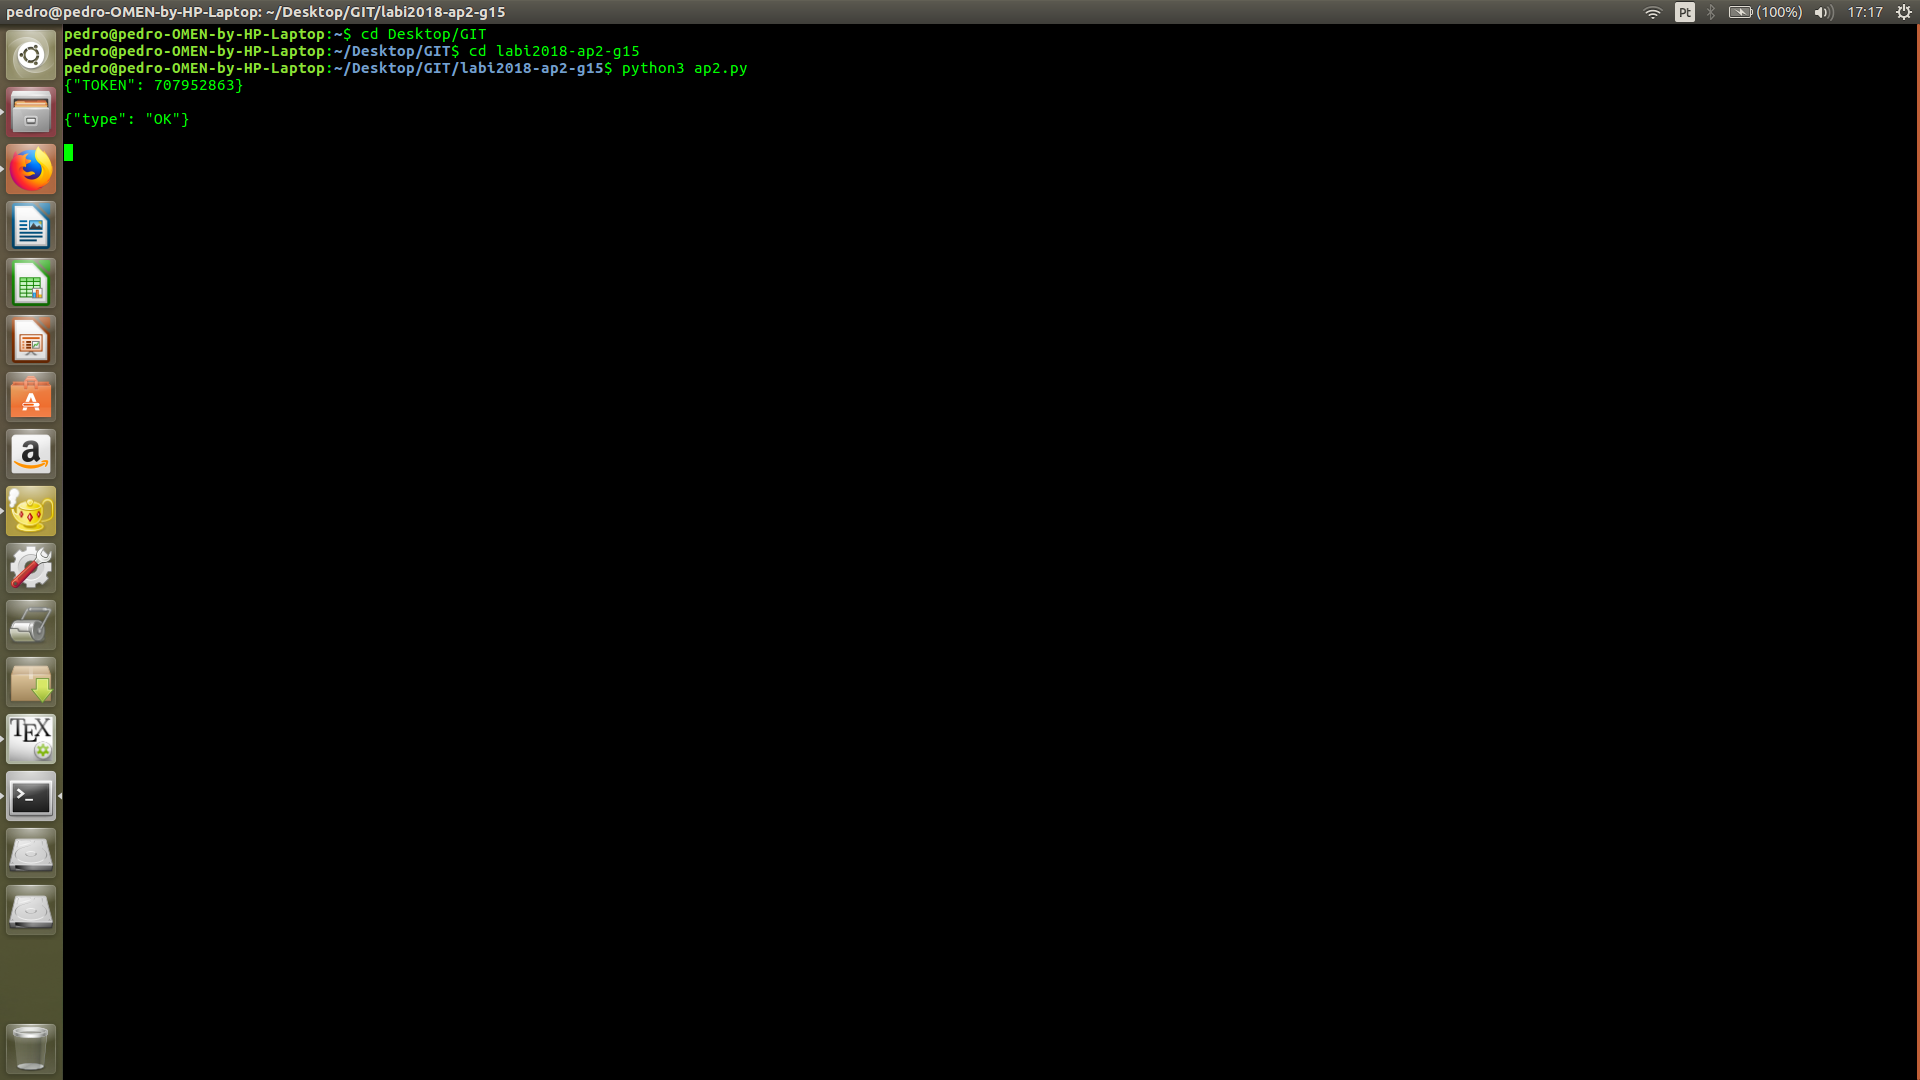 pedro@pedro-OMEN-by-HP-Laptop: ~/Desktop/GIT/labi2018-ap2-g15
Pt
(100%)
17:17
pedro@pedro-OMEN-by-HP-Laptop:~$ cd Desktop/GIT
pedro@pedro-OMEN-by-HP-Laptop:~/Desktop/GIT$ cd labi2018-ap2-g15
pedro@pedro-OMEN-by-HP-Laptop:~/Desktop/GIT/labi2018-ap2-g15$ python3 ap2.py
{"TOKEN": 707952863}
{"type": "OK"}
A
a
TEX
>_